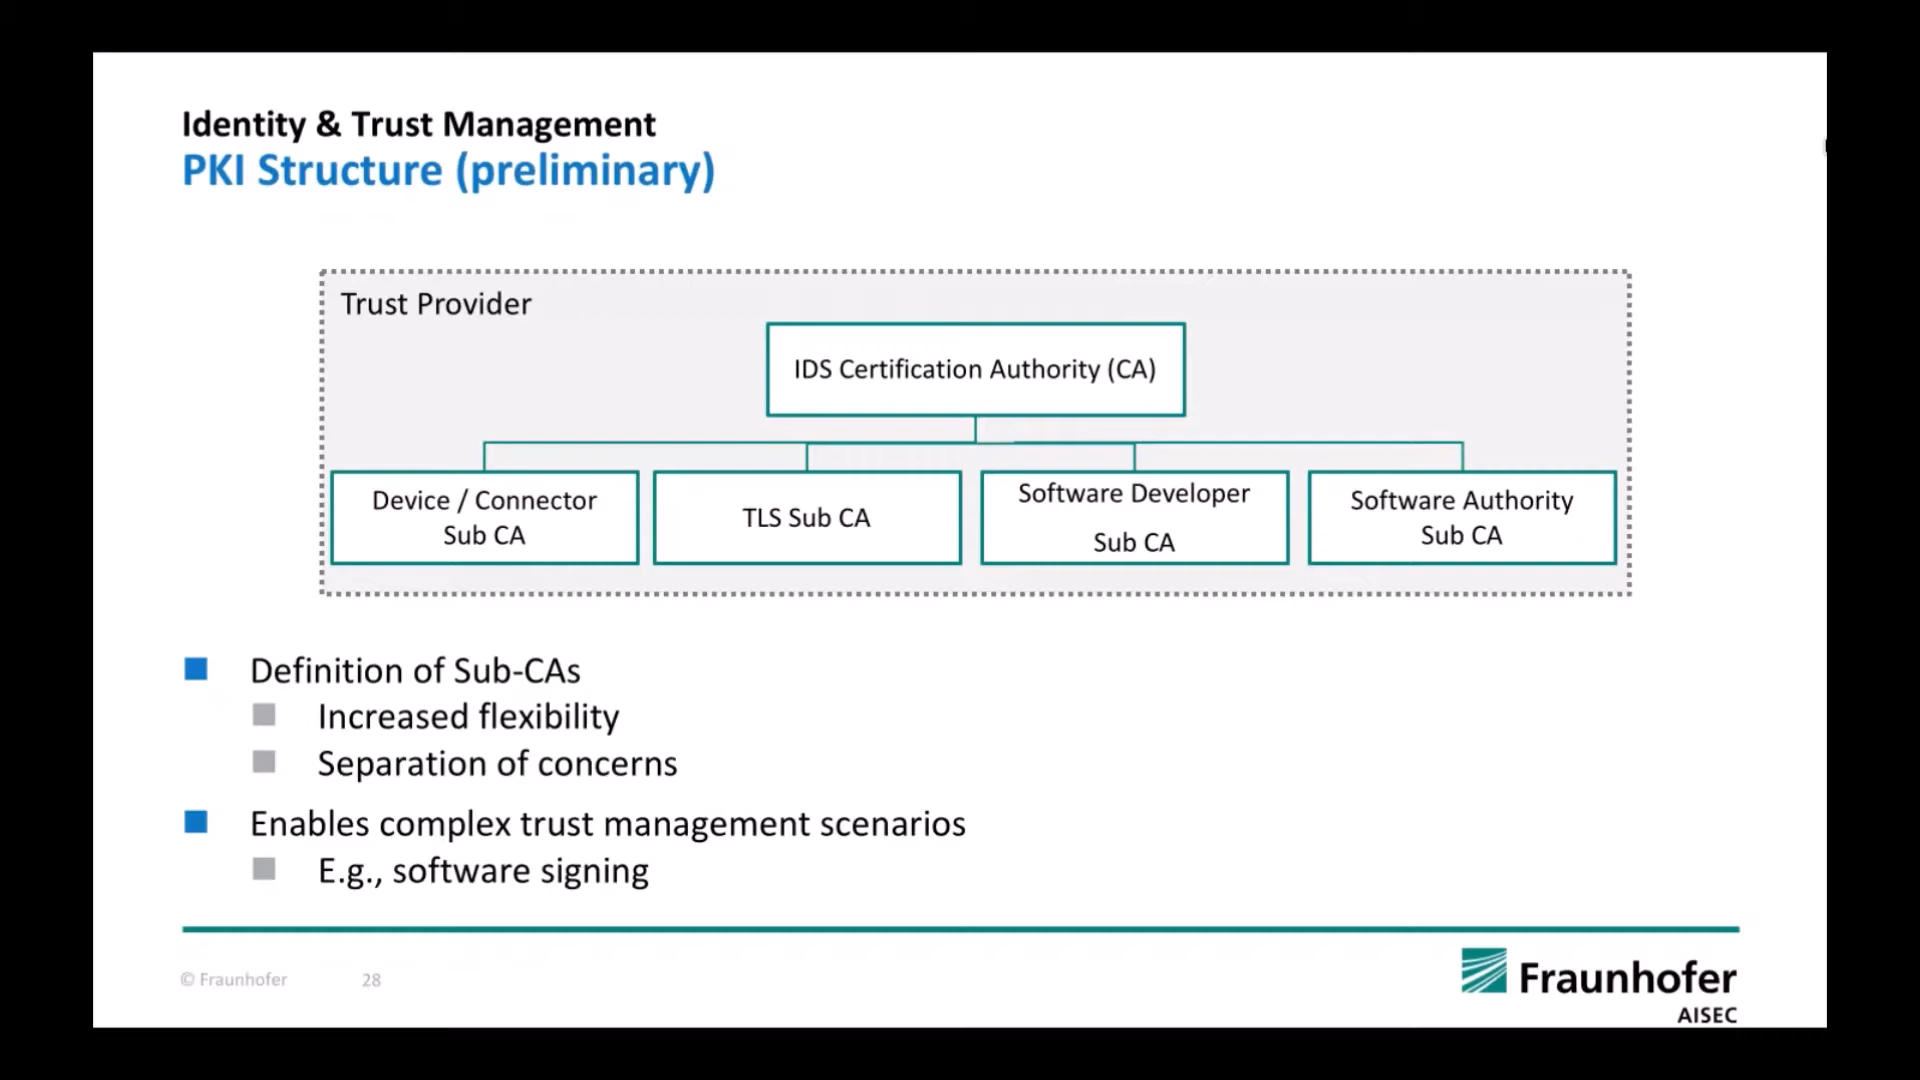 Identity & Trust Management
PKI Structure (preliminary)
Trust Provider
IDS Certification Authority (CA)
Device / Connector
Sub CA
TLS Sub CA
Software Developer
Sub CA
Software Authority
Sub CA
Definition of Sub-CAs
Increased flexibility
Separation of concerns
Enables complex trust management scenarios
E.g., software signing
© Fraunhofer
28
Fraunhofer
AISEC